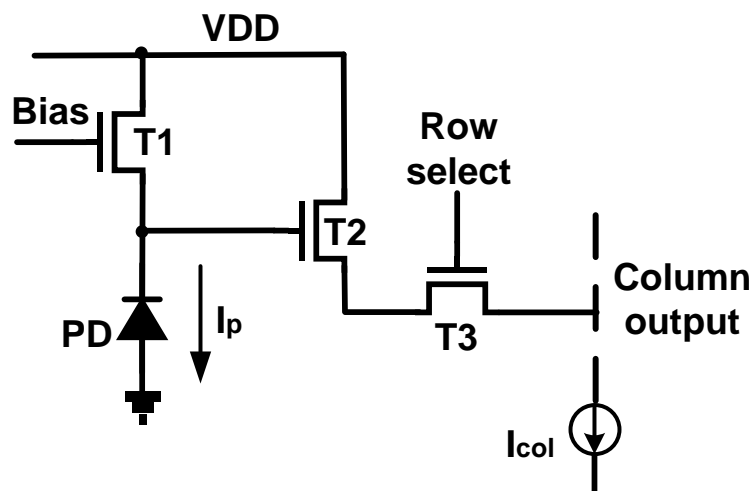 VDD
Bias
T1
Row
select
T2
Column
output
PD
Ip
T3
Icol